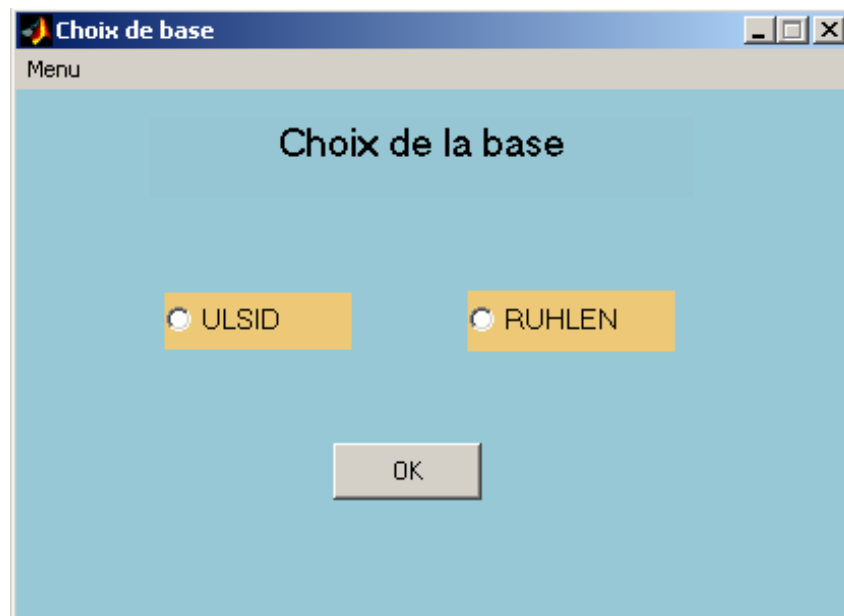 Choix de base
Menu
Choix de la base
ULSID
RUHLEN
OK